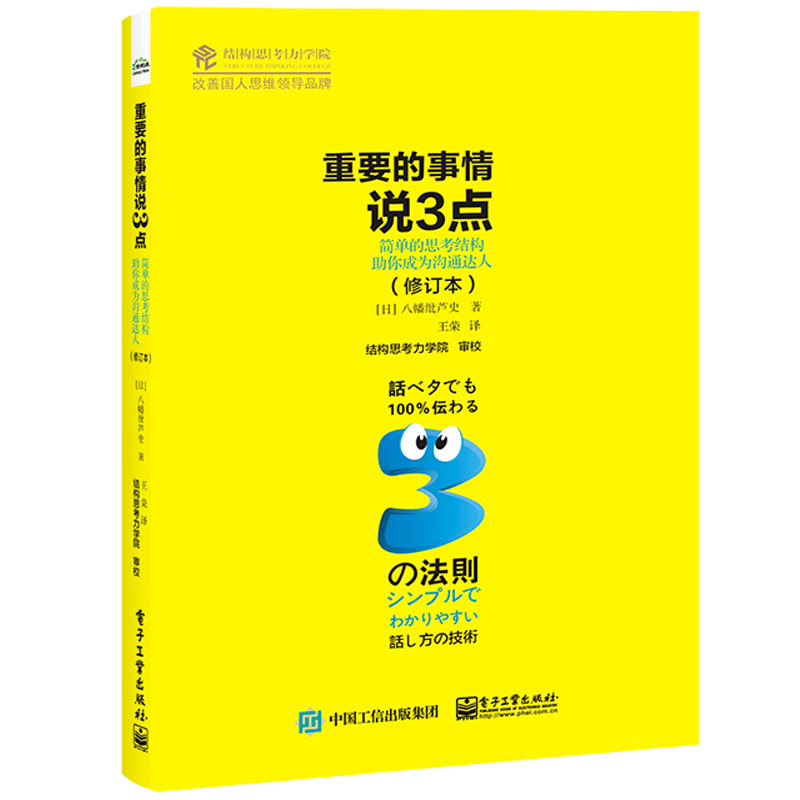 结构思考力学院
STRUCTURE THINKING COLLEGE
改善国人思维领导品牌
重要的事情
说3点
简单的思考结构
助你成为沟通达人
(修订本)
[日]八幡纰芦史 著
王荣 译
结构思考力学院 审校
話ベタでも
100%伝わる
3
の法則
シンプルで
わかりやすい
話し方の技術
中国工信出版集团
电子工业出版社
PUBLISHING HOUSE OF ELECTRONICS INDUSTRY
http://www.phei.com.cn
重要的事情说3点
简单的思考结构
助你成为沟通达人
(修订本)
[日]八幡纰芦史 著
王荣 译
结构思考力学院 审校
电子工业出版社